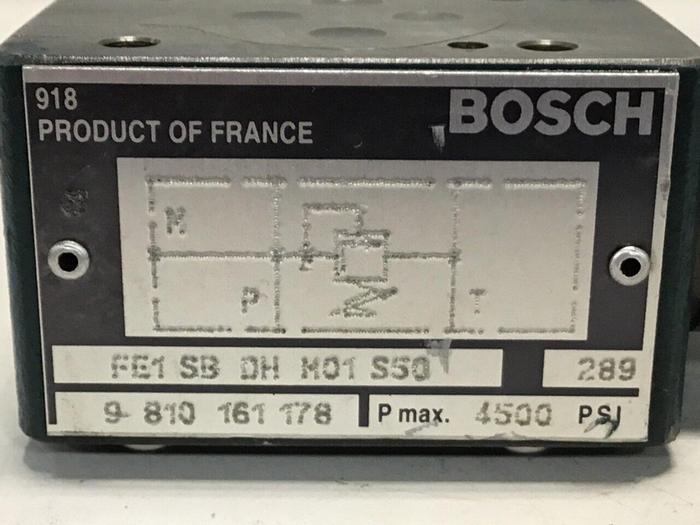 918
BOSCH
PRODUCT OF FRANCE
M
P T
FE1 SB DH M01 S50 289
9 810 161 178 P max. 4500 PSI